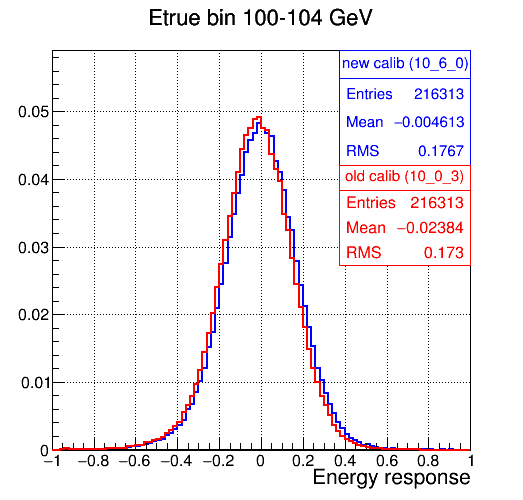 Etrue bin 100-104 GeV
new calib (10_6_0)
Entries 216313
Mean −0.004613
RMS 0.1767
old calib (10_0_3)
Entries 216313
Mean −0.02384
RMS 0.173
0.05
0.04
0.03
0.02
0.01
0
−1 −0.8 −0.6 −0.4 −0.2 0 0.2 0.4 0.6 0.8 1
Energy response